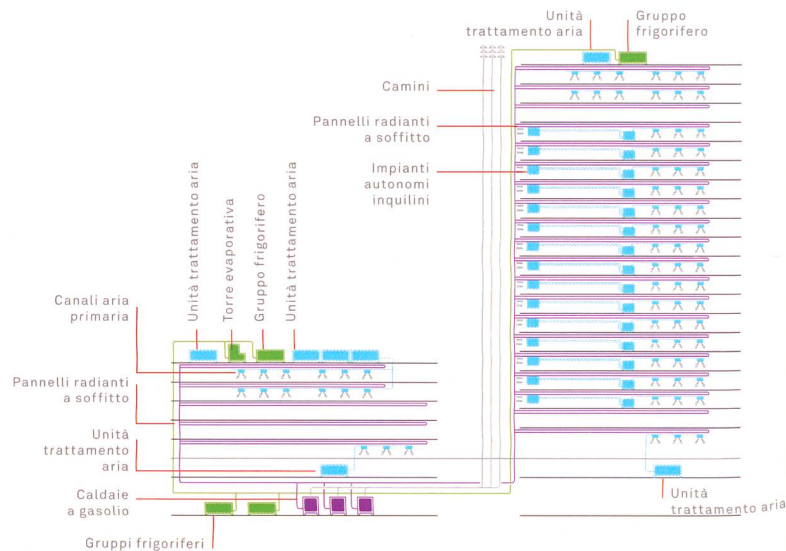 Unità
trattamento aria
Gruppo
frigorifero
Camini
Pannelli radianti
a soffitto
Impianti
autonomi
inquilini
Unità trattamento aria
Torre evaporativa
Gruppo frigorifero
Unità trattamento aria
Canali aria
primaria
Pannelli radianti
a soffitto
Unità
trattamento
aria
Caldaie
a gasolio
Gruppi frigoriferi
Unità
trattamento aria